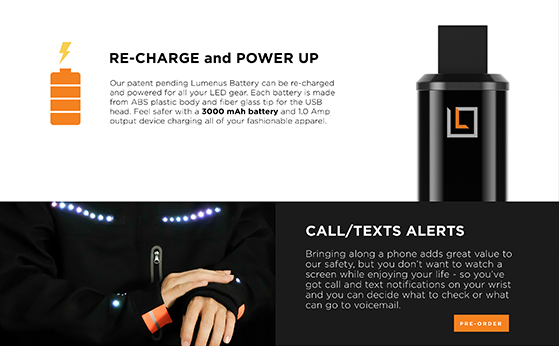 RE-CHARGE and POWER UP
Our patent pending Lumenus Battery can be re-charged
and powered for all your LED gear. Each battery is made
from ABS plastic body and fiber glass tip for the USB
head. Feel safer with a 3000 mAh battery and 1.0 Amp
output device charging all of your fashionable apparel.
CALL/TEXTS ALERTS
Bringing along a phone adds great value to
our safety, but you don't want to watch a
screen while enjoying your life - so you've
got call and text notifications on your wrist
and you can decide what to check or what
can go to voicemail.
PRE-ORDER